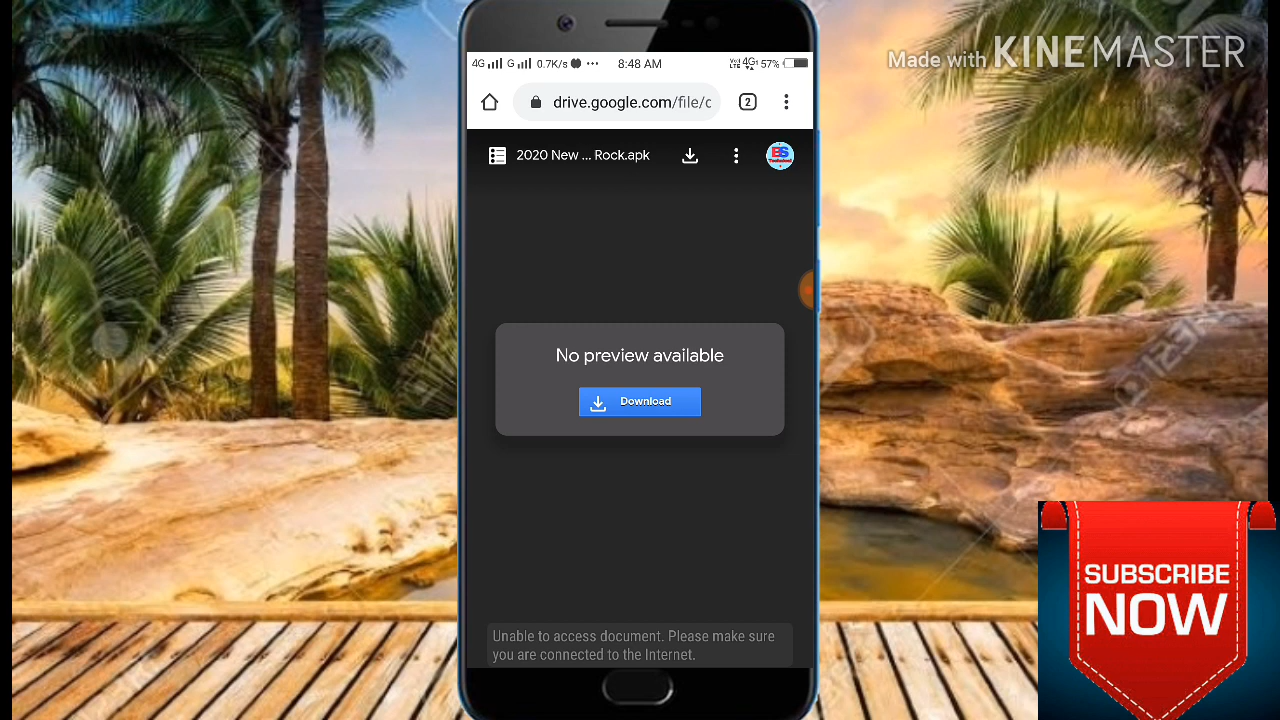 Made with KINEMASTER
4G G 0.7K/s ••• 8:48 AM 4G 57%
drive.google.com/file/c 2
2020 New ... Rock.apk
ES
No preview available
Download
Unable to access document. Please make sure
you are connected to the Internet.
SUBSCRIBE
NOW